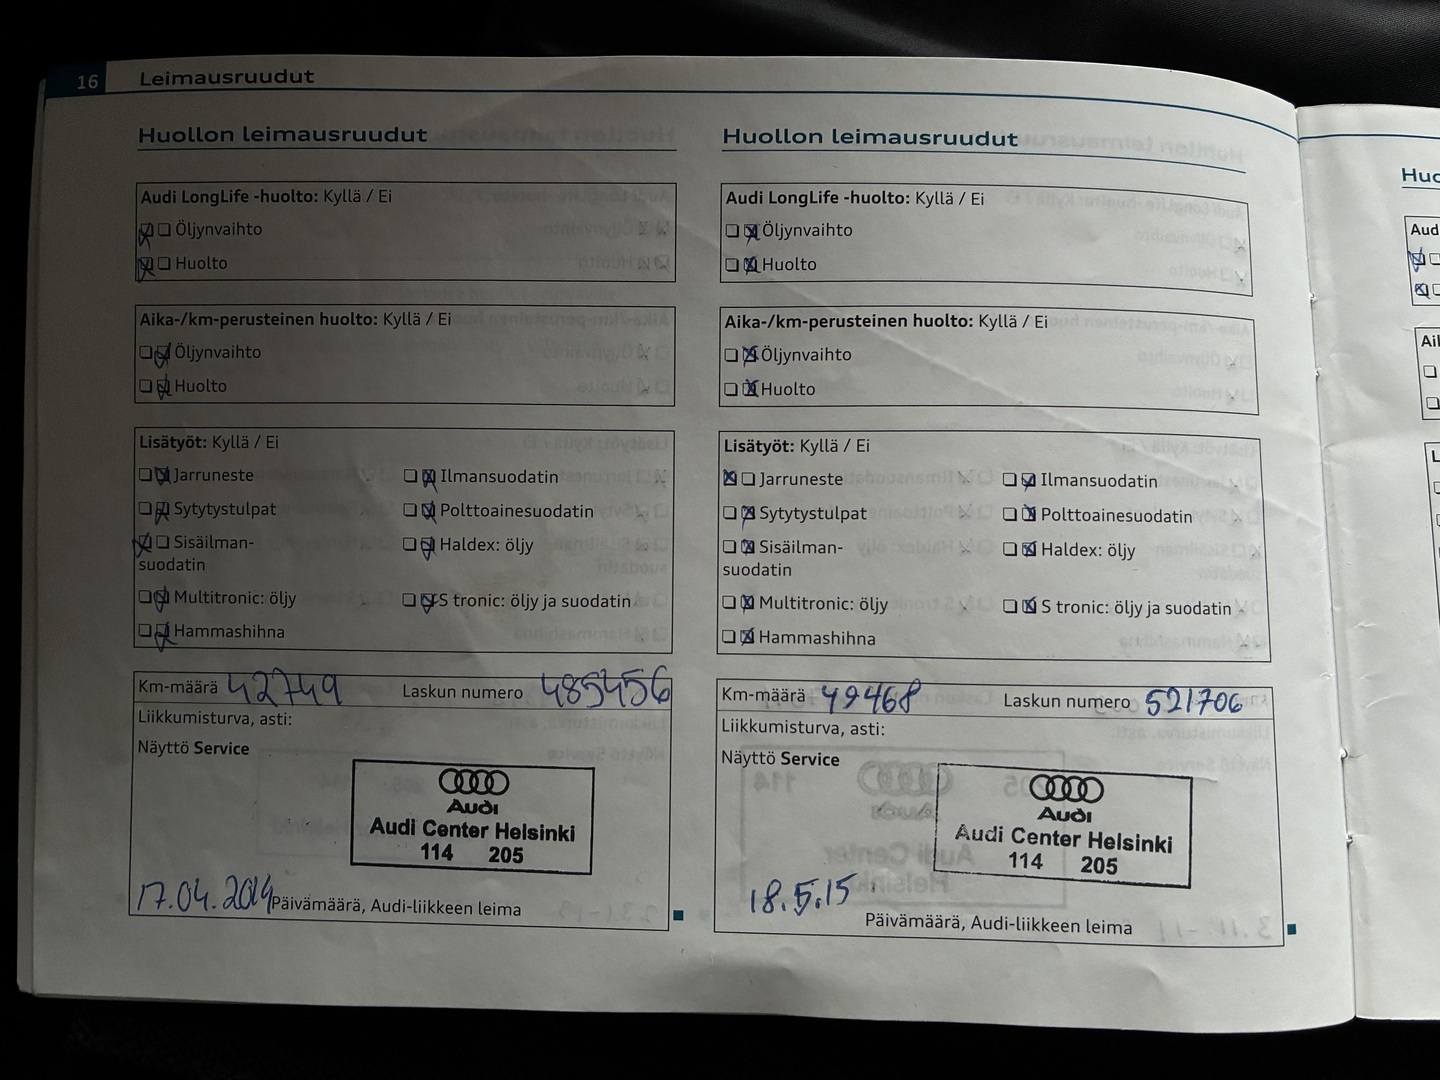 16 Leimausruudut
Huollon leimausruudut
Audi LongLife -huolto: Kyllä / Ei
Öljynvaihto
Huolto
Aika-/km-perusteinen huolto: Kyllä / Ei
Öljynvaihto
Huolto
Lisätyöt: Kyllä / Ei
Jarruneste Ilmansuodatin
Sytytystulpat Polttoainesuodatin
Sisäilman- Haldex: öljy
suodatin
Multitronic: öljy S tronic: öljy ja suodatin
Hammashihna
Km-määrä 42749 Laskun numero 485456
Liikkumisturva, asti:
Näyttö Service
Audi
Audi Center Helsinki
114 205
17.04.2014 Päivämäärä, Audi-liikkeen leima
Huollon leimausruudut
Audi LongLife -huolto: Kyllä / Ei
Öljynvaihto
Huolto
Aika-/km-perusteinen huolto: Kyllä / Ei
Öljynvaihto
Huolto
Lisätyöt: Kyllä / Ei
Jarruneste Ilmansuodatin
Sytytystulpat Polttoainesuodatin
Sisäilman- Haldex: öljy
suodatin
Multitronic: öljy S tronic: öljy ja suodatin
Hammashihna
Km-määrä 49468 Laskun numero 521706
Liikkumisturva, asti:
Näyttö Service
Audi
Audi Center Helsinki
114 205
18.5.15
Päivämäärä, Audi-liikkeen leima
Huo
Aud
Ai
L